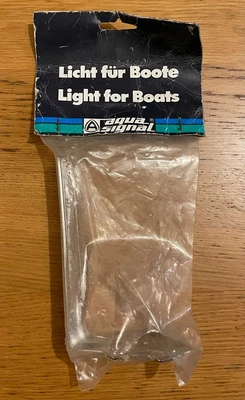 Licht für Boote
Light for Boats
aqua
signal